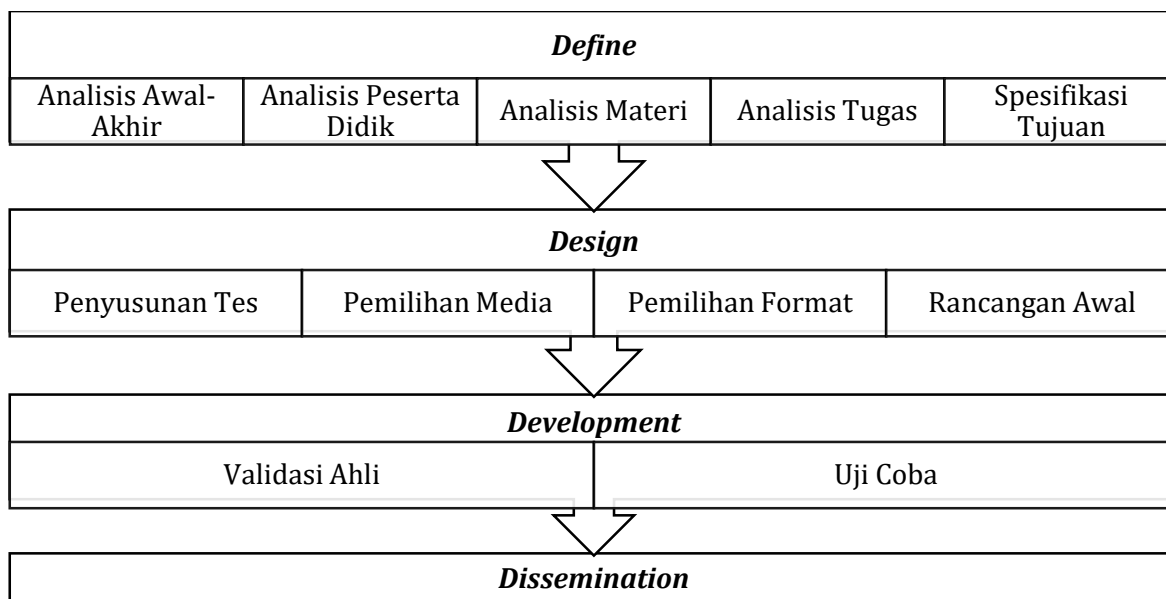 Define
Analisis Awal-
Akhir
Analisis Peserta
Didik
Analisis Materi
Analisis Tugas
Spesifikasi
Tujuan
Design
Penyusunan Tes
Pemilihan Media
Pemilihan Format
Rancangan Awal
Development
Validasi Ahli
Uji Coba
Dissemination